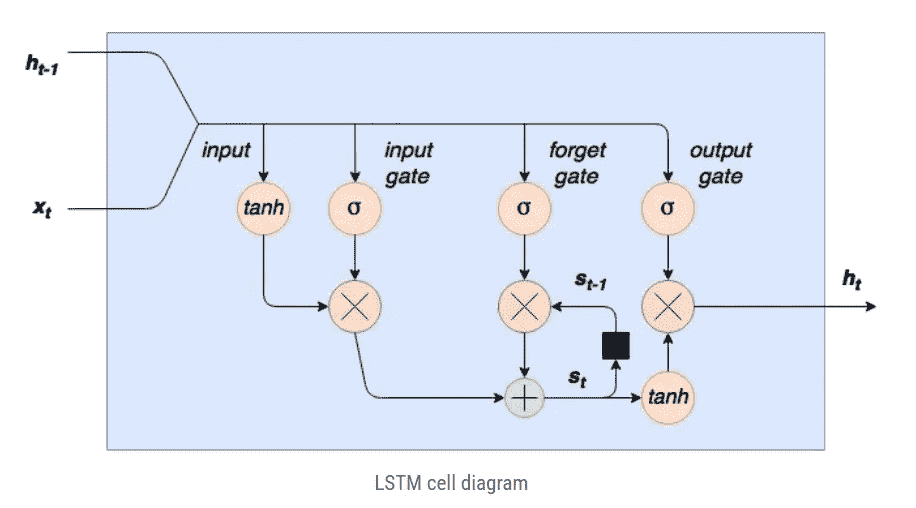 h_{t-1}
input
input
gate
forget
gate
output
gate
x_t
tanh
σ
σ
σ
s_{t-1}
h_t
s_t
tanh
LSTM cell diagram